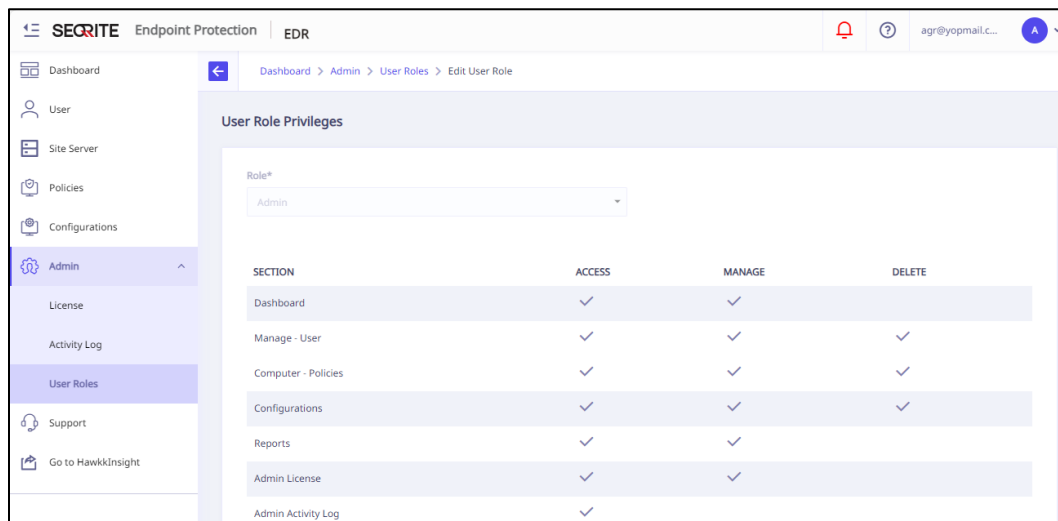 SEQRITE Endpoint Protection EDR agr@yopmail.c... A
Dashboard
User
Site Server
Policies
Configurations
Admin
License
Activity Log
User Roles
Support
Go to HawkkInsight
Dashboard > Admin > User Roles > Edit User Role
User Role Privileges
Role*
Admin
SECTION ACCESS MANAGE DELETE
Dashboard
Manage - User
Computer - Policies
Configurations
Reports
Admin License
Admin Activity Log